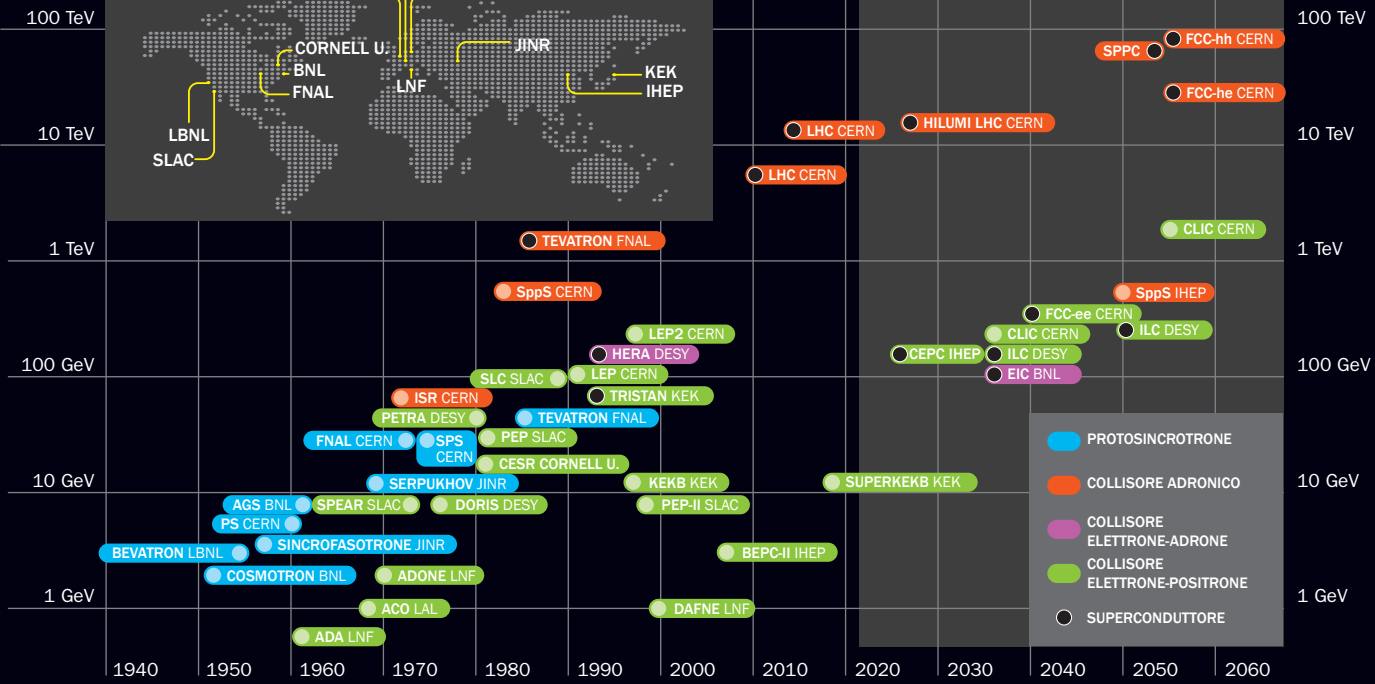 100 TeV
10 TeV
1 TeV
100 GeV
10 GeV
1 GeV
CORNELL U.
BNL
FNAL
LBNL
SLAC
LNF
JINR
KEK
IHEP
FCC-hh CERN
SPPC
FCC-he CERN
LHC CERN
HILUMI LHC CERN
LHC CERN
CLIC CERN
TEVATRON FNAL
SppS CERN
SppS IHEP
FCC-ee CERN
LEP2 CERN
CLIC CERN
ILC DESY
HERA DESY
CEPC IHEP
ILC DESY
SLC SLAC
LEP CERN
EIC BNL
ISR CERN
TRISTAN KEK
PETRA DESY
TEVATRON FNAL
FNAL CERN
SPS
CERN
PEP SLAC
CESR CORNELL U.
SERPUKHOV JINR
KEKB KEK
SUPERKEKB KEK
AGS BNL
SPEAR SLAC
DORIS DESY
PEP-II SLAC
PS CERN
BEVATRON LBNL
SINCROFASOTRONE JINR
BEPC-II IHEP
COSMOTRON BNL
ADONE LNF
ACO LAL
DAFNE LNF
ADA LNF
PROTOSINCROTRONE
COLLISORE ADRONICO
COLLISORE
ELETTRONE-ADRONE
COLLISORE
ELETTRONE-POSITRONE
SUPERCONDUTTORE
100 TeV
10 TeV
1 TeV
100 GeV
10 GeV
1 GeV
1940 1950 1960 1970 1980 1990 2000 2010 2020 2030 2040 2050 2060